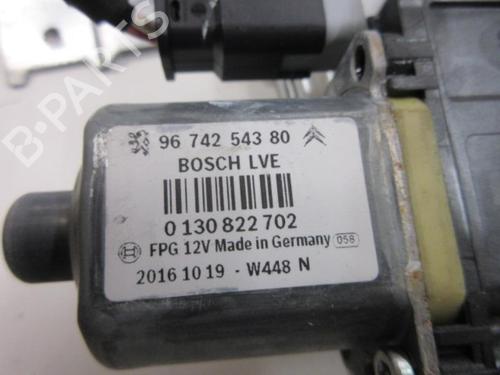 B-PARTS
96 742 543 80
BOSCH LVE
0 130 822 702
FPG 12V Made in Germany 058
2016 10 19 - W448 N